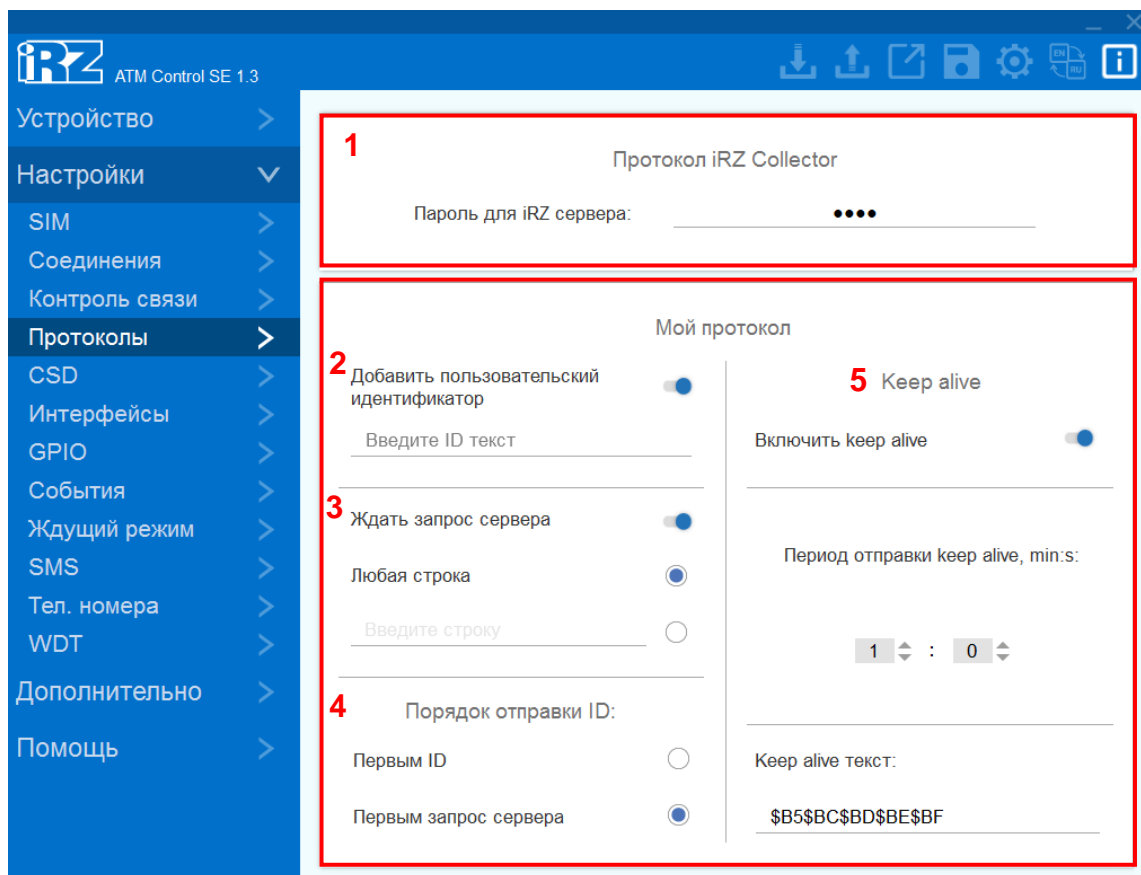 iRZ ATM Control SE 1.3
EN
RU
Устройство
Настройки
SIM
Соединения
Контроль связи
Протоколы
CSD
Интерфейсы
GPIO
События
Ждущий режим
SMS
Тел. номера
WDT
Дополнительно
Помощь
1
Протокол iRZ Collector
Пароль для iRZ сервера:
••••
Мой протокол
2
Добавить пользовательский
идентификатор
Введите ID текст
3
Ждать запрос сервера
Любая строка
Введите строку
4
Порядок отправки ID:
Первым ID
Первым запрос сервера
5 Keep alive
Включить keep alive
Период отправки keep alive, min:s:
1 : 0
Keep alive текст:
$B5$BC$BD$BE$BF